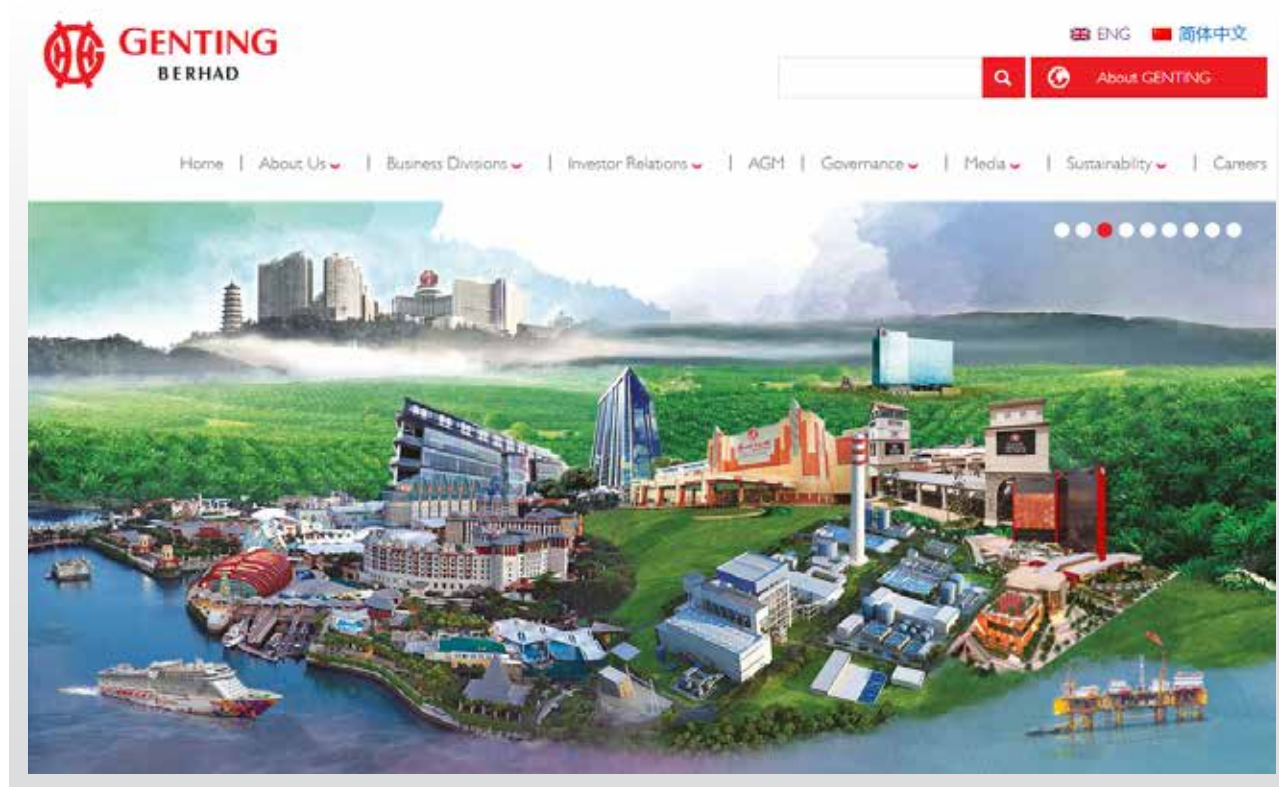 GENTING
BERHAD
ENG 简体中文
About GENTING
Home | About Us | Business Divisions | Investor Relations | AGM | Governance | Media | Sustainability | Careers